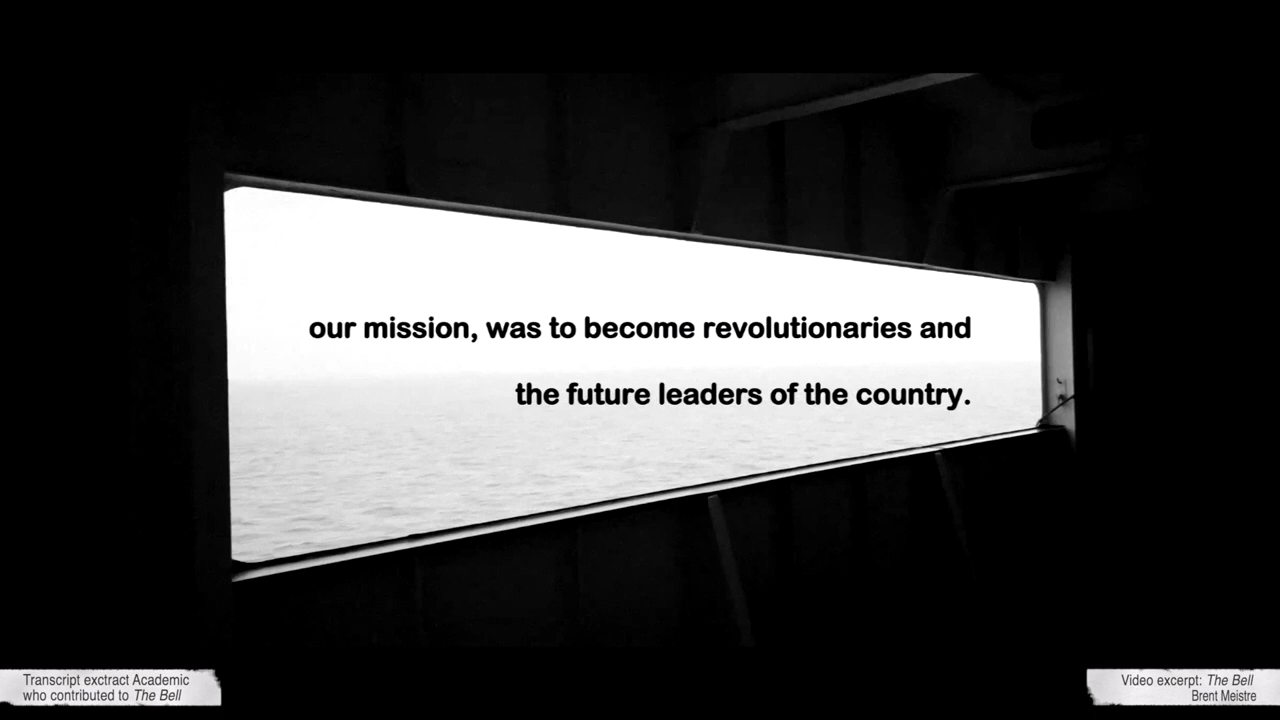 our mission, was to become revolutionaries and
the future leaders of the country.
Transcript exctract Academic
who contributed to The Bell
Video excerpt: The Bell
Brent Meistre